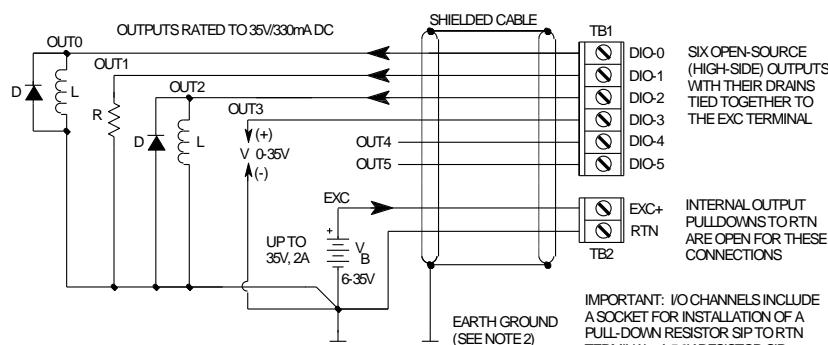 OUTPUTS RATED TO 35V/330mA DC
SHIELDED CABLE
TB1
OUT0
DIO-0
OUT1
DIO-1
OUT2
DIO-2
OUT3
DIO-3
OUT4
DIO-4
OUT5
DIO-5
SIX OPEN-SOURCE
(HIGH-SIDE) OUTPUTS
WITH THEIR DRAINS
TIED TOGETHER TO
THE EXC TERMINAL
D
L
R
D
L
(+)
V 0-35V
(-)
EXC
EXC+
RTN
TB2
INTERNAL OUTPUT
PULLDOWNS TO RTN
ARE OPEN FOR THESE
CONNECTIONS
UP TO
35V, 2A
+
V
B
6-35V
EARTH GROUND
(SEE NOTE 2)
IMPORTANT: I/O CHANNELS INCLUDE
A SOCKET FOR INSTALLATION OF A
PULL-DOWN RESISTOR SIP TO RTN